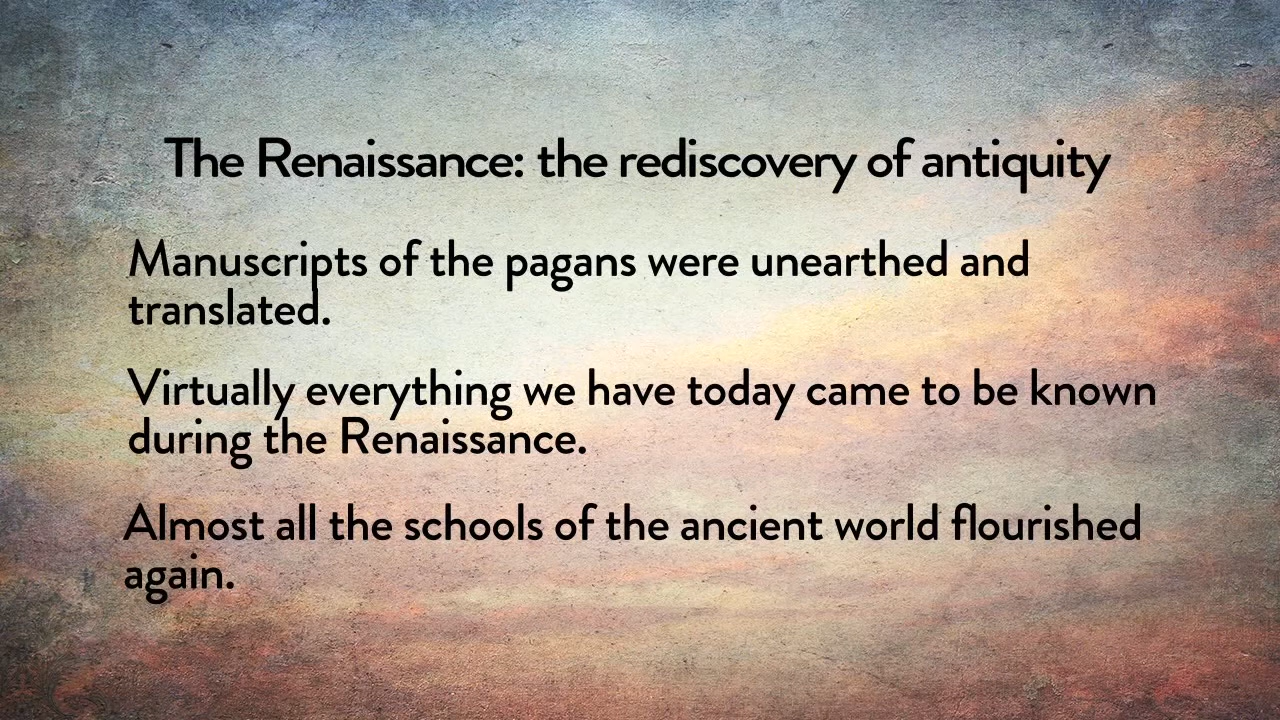 The Renaissance: the rediscovery of antiquity
Manuscripts of the pagans were unearthed and
translated.
Virtually everything we have today came to be known
during the Renaissance.
Almost all the schools of the ancient world flourished
again.